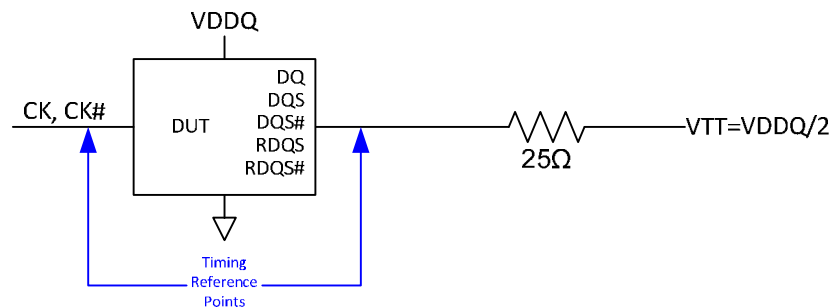 VDDQ
CK, CK#
DUT
DQ
DQS
DQS#
RDQS
RDQS#
25Ω
VTT=VDDQ/2
Timing
Reference
Points